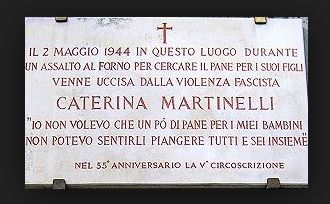 IL 2 MAGGIO 1944 IN QUESTO LUOGO DURANTE
UN ASSALTO AL FORNO PER CERCARE IL PANE PER I SUOI FIGLI
VENNE UCCISA DALLA VIOLENZA FASCISTA
CATERINA MARTINELLI
"IO NON VOLEVO CHE UN PÓ DI PANE PER I MIEI BAMBINI
NON POTEVO SENTIRLI PIANGERE TUTTI E SEI INSIEME"
NEL 55° ANNIVERSARIO LA Vª CIRCOSCRIZIONE